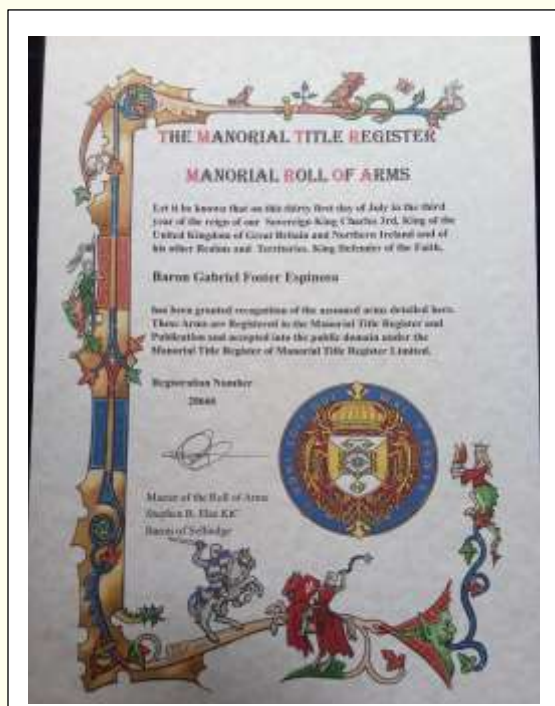 THE MANORIAL TITLE REGISTER
MANORIAL ROLL OF ARMS
Let it be known that on this thirty first day of July in the third
year of the reign of our Sovereign King Charles 3rd, King of the
United Kingdom of Great Britain and Northern Ireland and of
his other Realms and Territories, King Defender of the Faith,
Baron Gabriel Foster Espinosa
has been granted recognition of the assumed arms detailed here.
These Arms are Registered in the Manorial Title Register and
Publication and accepted into the public domain under the
Manorial Title Register of Manorial Title Register Limited.
Registration Number
Master of the Roll of Arms
Stephen B.
Baron of